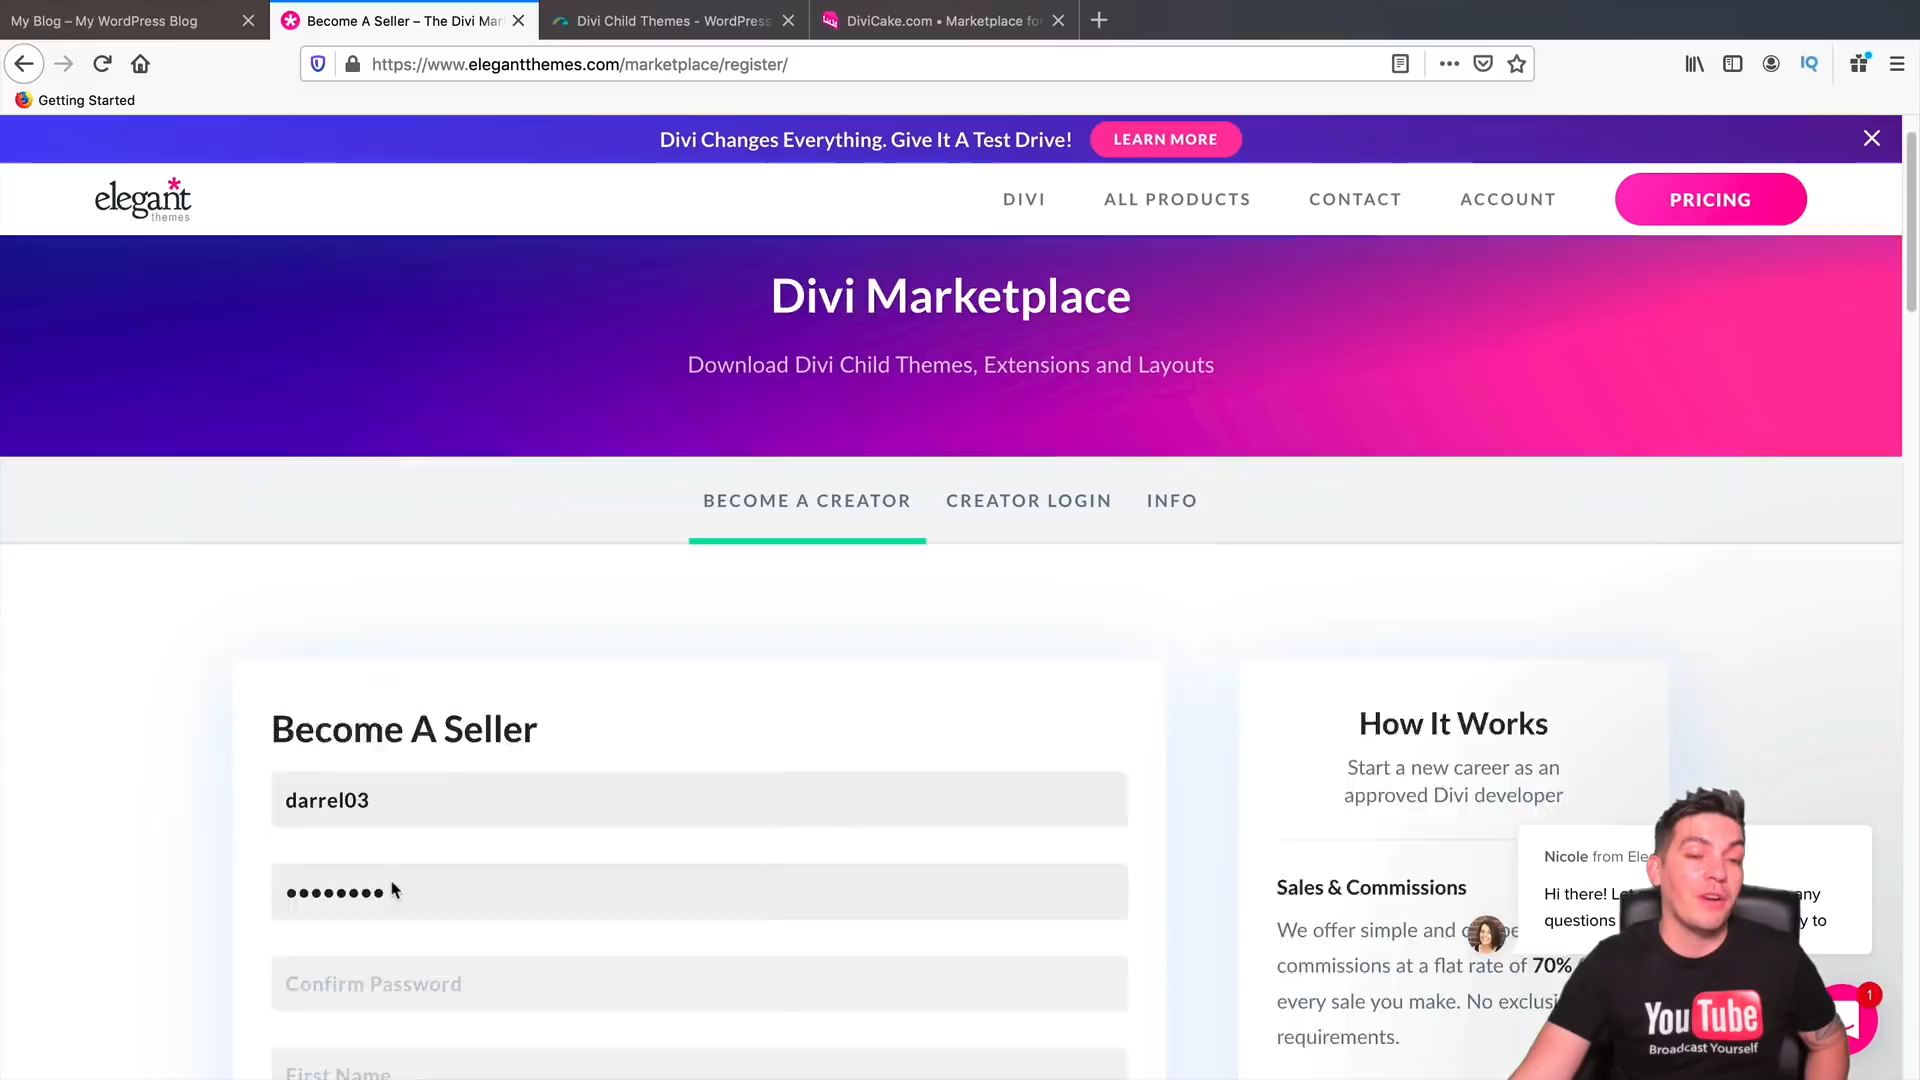 My Blog – My WordPress Blog
Become A Seller – The Divi Mar
Divi Child Themes - WordPress
DiviCake.com • Marketplace fo
https://www.elegantthemes.com/marketplace/register/
IQ
Getting Started
Divi Changes Everything. Give It A Test Drive!
LEARN MORE
elegant themes
DIVI
ALL PRODUCTS
CONTACT
ACCOUNT
PRICING
Divi Marketplace
Download Divi Child Themes, Extensions and Layouts
BECOME A CREATOR
CREATOR LOGIN
INFO
Become A Seller
darrel03
••••••••
Confirm Password
First Name
How It Works
Start a new career as an
approved Divi developer
Sales & Commissions
We offer simple and
commissions at a flat rate of 70%
every sale you make. No
requirements.
Nicole from
Hi there! any
questions to
1
YouTube
Broadcast Yourself